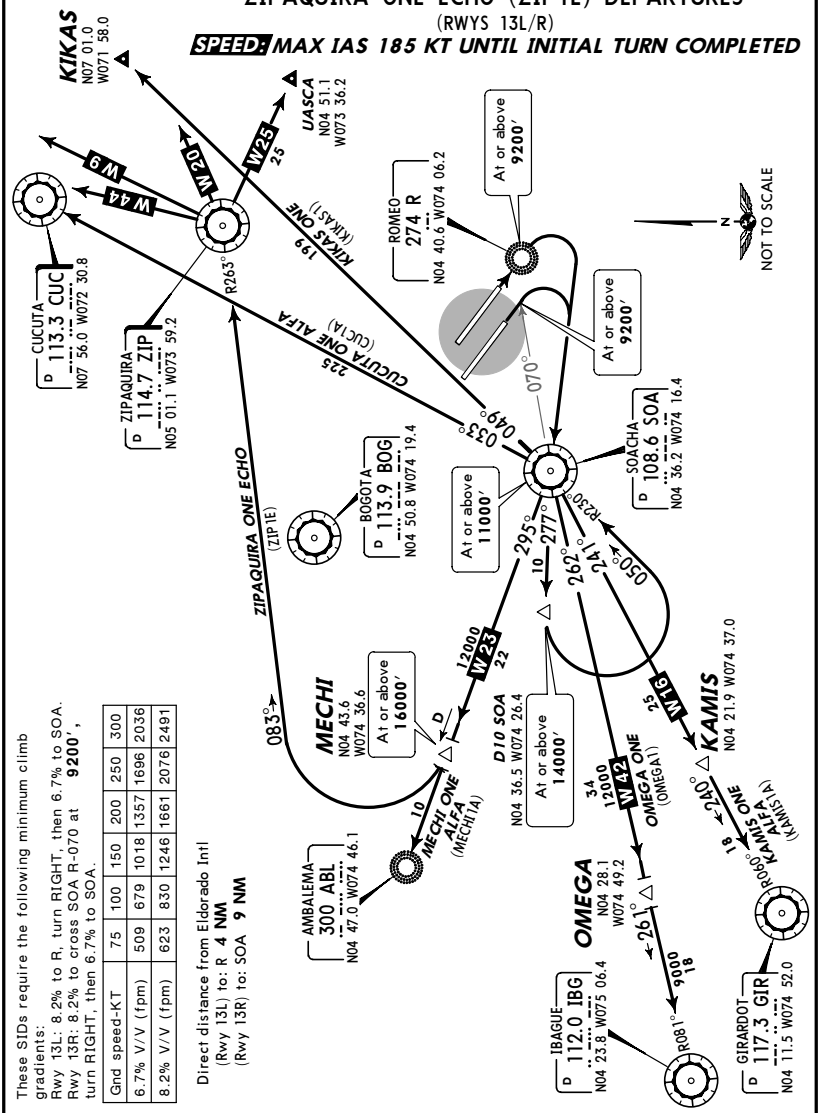 ZIPAQUIRA ONE ECHO (ZIP1E) DEPARTURES
(RWYS 13L/R)
SPEED: MAX IAS 185 KT UNTIL INITIAL TURN COMPLETED
These SIDs require the following minimum climb
gradients:
Rwy 13L: 8.2% to R, turn RIGHT, then 6.7% to SOA.
Rwy 13R: 8.2% to cross SOA R-070 at 9200',
turn RIGHT, then 6.7% to SOA.
Gnd speed-KT 75 100 150 200 250 300
6.7% V/V (fpm) 509 679 1018 1357 1696 2036
8.2% V/V (fpm) 623 830 1246 1661 2076 2491
Direct distance from Eldorado Intl
(Rwy 13L) to: R 4 NM
(Rwy 13R) to: SOA 9 NM
KIKAS
N07 01.0
W071 58.0
UASCA
N04 51.1
W073 36.2
W 9
W 44
W 20
W 25
25
CUCUTA
D 113.3 CUC
N07 56.0 W072 30.8
ZIPAQUIRA
D 114.7 ZIP
N05 01.1 W073 59.2
R263°
KIKAS ONE
(KIKAS1)
199
CUCUTA ONE ALFA
(CUC1A)
225
ROMEO
274 R
N04 40.6 W074 06.2
At or above
9200'
At or above
9200'
N
NOT TO SCALE
070°
049°
033°
ZIPAQUIRA ONE ECHO
(ZIP1E)
083°
BOGOTA
D 113.9 BOG
N04 50.8 W074 19.4
SOACHA
D 108.6 SOA
N04 36.2 W074 16.4
At or above
11000'
295°
277°
262°
241°
R230°
050°
10
12000
W 23
22
MECHI
N04 43.6
W074 36.6
At or above
16000'
D
D10 SOA
N04 36.5 W074 26.4
At or above
14000'
10
MECHI ONE
ALFA
(MECHI1A)
AMBALEMA
300 ABL
N04 47.0 W074 46.1
34
12000
W 42
OMEGA ONE
(OMEGA1)
OMEGA
N04 28.1
W074 49.2
261°
9000
18
R081°
IBAGUE
D 112.0 IBG
N04 23.8 W075 06.4
25
W 16
KAMIS
N04 21.9 W074 37.0
240°
18
KAMIS ONE
ALFA
(KAMIS1A)
R060°
GIRARDOT
D 117.3 GIR
N04 11.5 W074 52.0